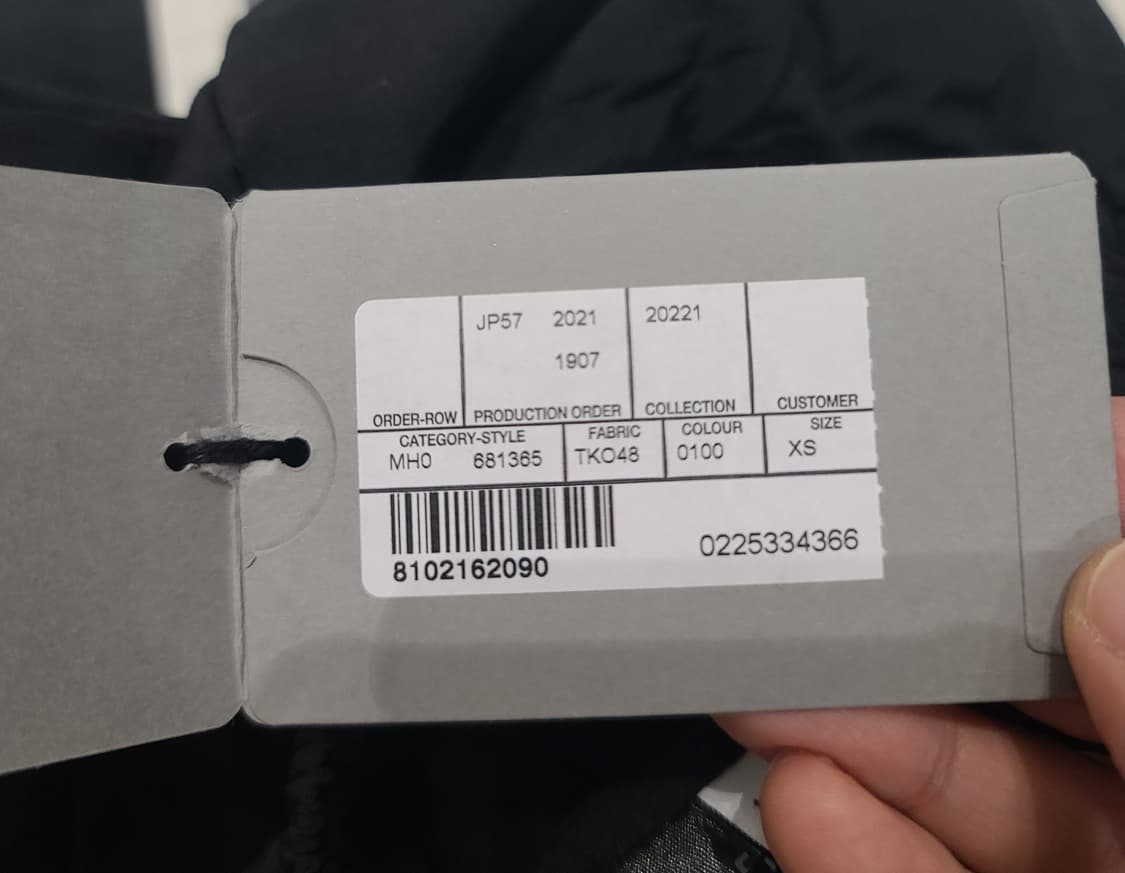 JP57 2021 20221
1907
ORDER-ROW PRODUCTION ORDER COLLECTION CUSTOMER
CATEGORY-STYLE FABRIC COLOUR SIZE
MH0 681365 TKO48 0100 XS
8102162090 0225334366